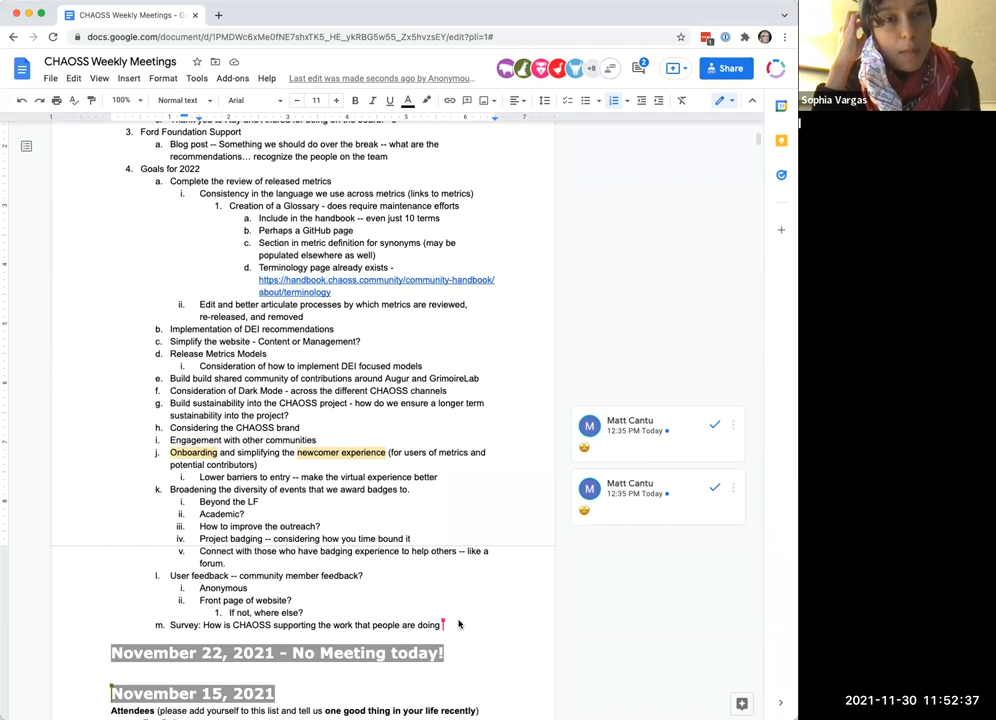 CHAOSS Weekly Meetings - G
docs.google.com/document/d/1PMDWc6xMe0fNE7shxTK5_HE_ykRBG5w55_Zx5hvzsEY/edit?pli=1#
CHAOSS Weekly Meetings
File Edit View Insert Format Tools Add-ons Help Last edit was made seconds ago by Anonymou...
+8
2
Share
100% Normal text Arial 11
3. Ford Foundation Support
a. Blog post -- Something we should do over the break -- what are the
recommendations… recognize the people on the team
4. Goals for 2022
a. Complete the review of released metrics
i. Consistency in the language we use across metrics (links to metrics)
1. Creation of a Glossary - does require maintenance efforts
a. Include in the handbook -- even just 10 terms
b. Perhaps a GitHub page
c. Section in metric definition for synonyms (may be
populated elsewhere as well)
d. Terminology page already exists -
https://handbook.chaoss.community/community-handbook/
about/terminology
ii. Edit and better articulate processes by which metrics are reviewed,
re-released, and removed
b. Implementation of DEI recommendations
c. Simplify the website - Content or Management?
d. Release Metrics Models
i. Consideration of how to implement DEI focused models
e. Build build shared community of contributions around Augur and GrimoireLab
f. Consideration of Dark Mode - across the different CHAOSS channels
g. Build sustainability into the CHAOSS project - how do we ensure a longer term
sustainability into the project?
h. Considering the CHAOSS brand
i. Engagement with other communities
j. Onboarding and simplifying the newcomer experience (for users of metrics and
potential contributors)
i. Lower barriers to entry -- make the virtual experience better
k. Broadening the diversity of events that we award badges to.
i. Beyond the LF
ii. Academic?
iii. How to improve the outreach?
iv. Project badging -- considering how you time bound it
v. Connect with those who have badging experience to help others -- like a
forum.
l. User feedback -- community member feedback?
i. Anonymous
ii. Front page of website?
1. If not, where else?
m. Survey: How is CHAOSS supporting the work that people are doing
November 22, 2021 - No Meeting today!
November 15, 2021
Attendees (please add yourself to this list and tell us one good thing in your life recently)
M Matt Cantu
12:35 PM Today
M Matt Cantu
12:35 PM Today
Sophia Vargas
2021-11-30 11:52:37